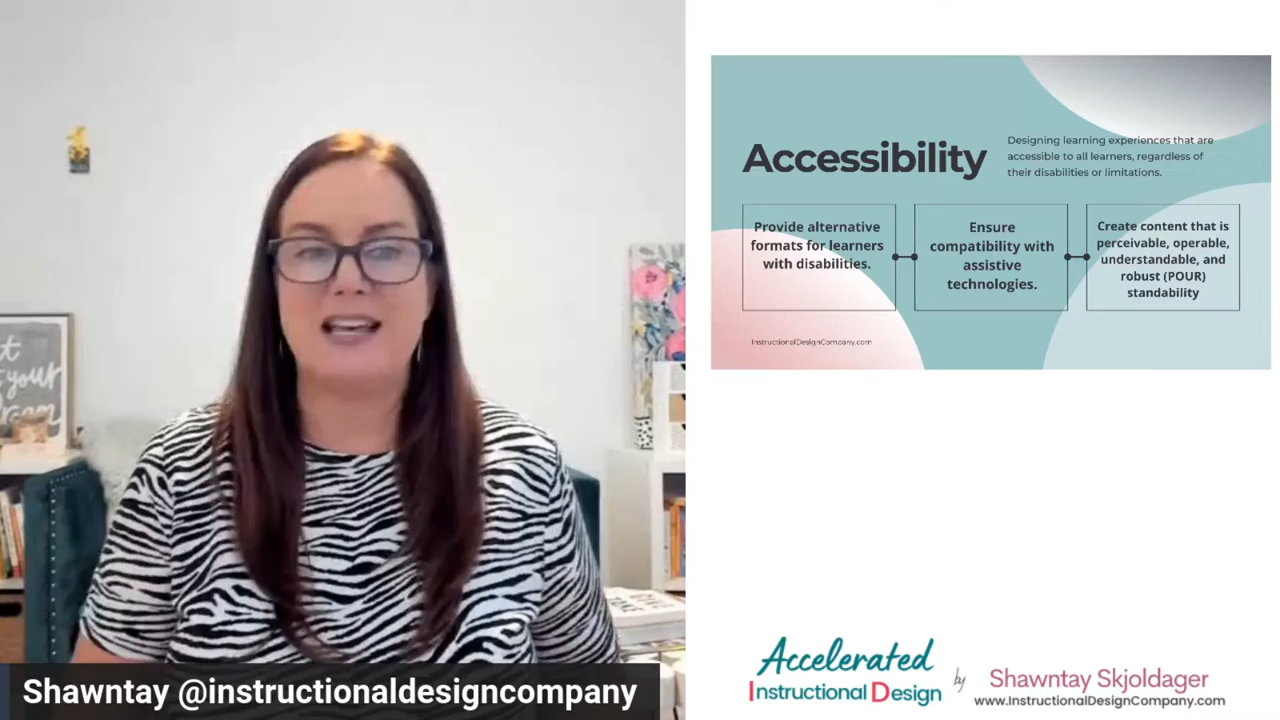 t
t your
dream
Shawntay @instructionaldesigncompany
Accessibility
Designing learning experiences that are
accessible to all learners, regardless of
their disabilities or limitations.
Provide alternative
formats for learners
with disabilities.
Ensure
compatibility with
assistive
technologies.
Create content that is
perceivable, operable,
understandable, and
robust (POUR)
standability
InstructionalDesignCompany.com
Accelerated
Instructional Design
by
Shawntay Skjoldager
www.InstructionalDesignCompany.com